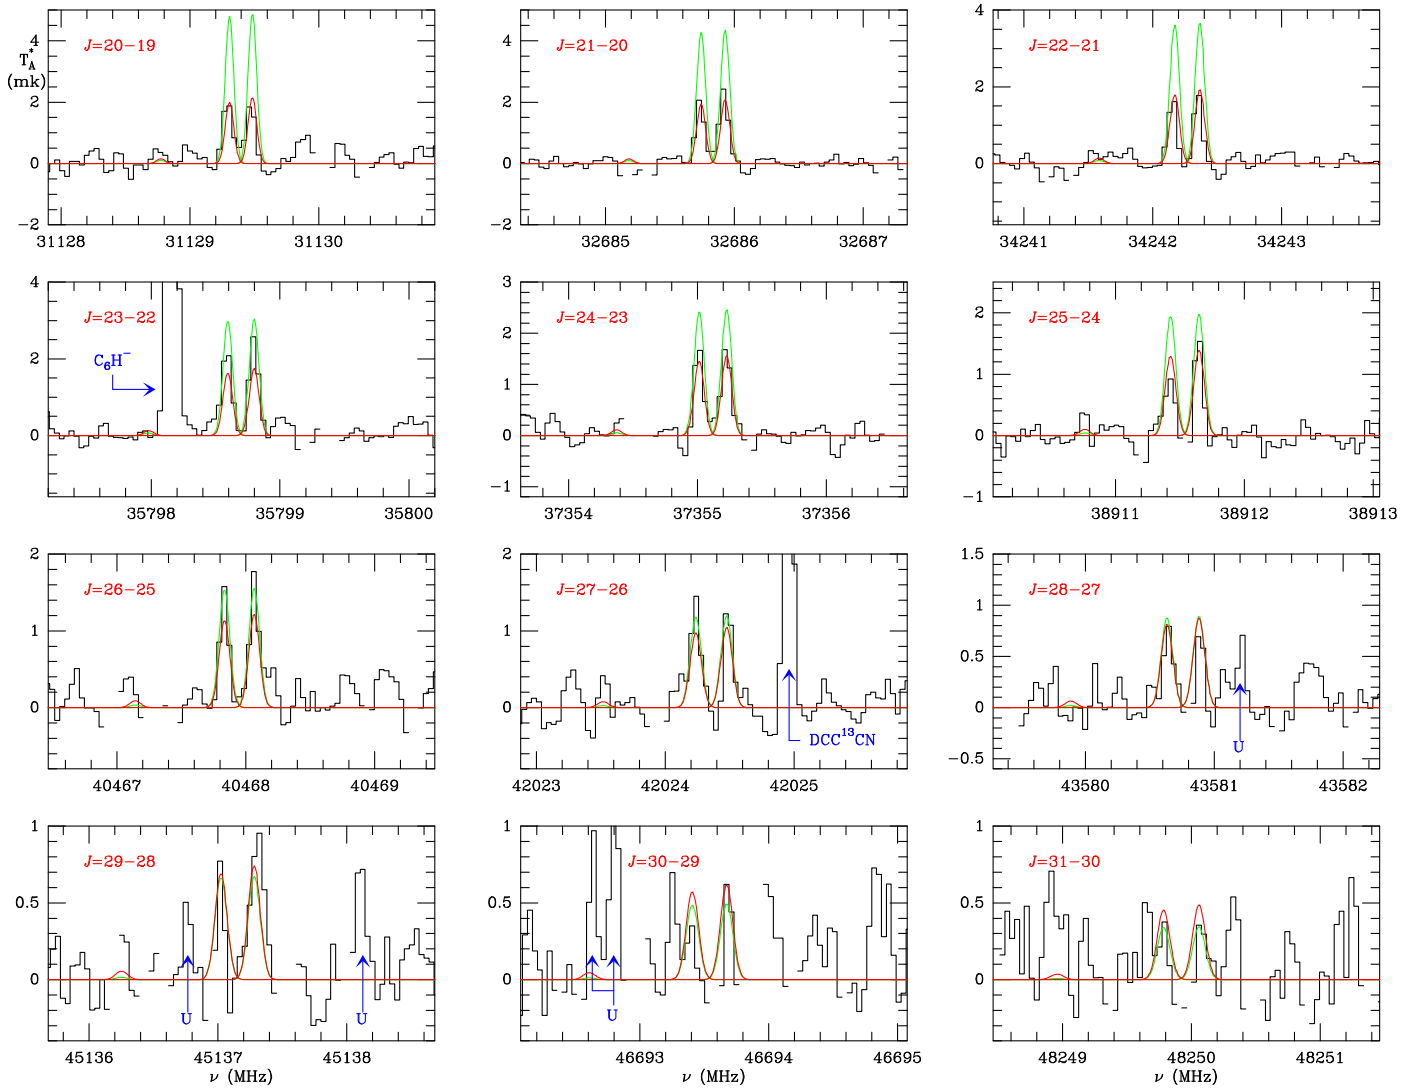 J=20-19
T*A
(mk)
4
2
0
-2
31128 31129 31130
J=21-20
4
2
0
-2
32685 32686 32687
J=22-21
4
2
0
34241 34242 34243
J=23-22
C6H−
4
2
0
35798 35799 35800
J=24-23
3
2
1
0
-1
37354 37355 37356
J=25-24
2
1
0
-1
38911 38912 38913
J=26-25
2
1
0
40467 40468 40469
J=27-26
2
1
0
DCC13CN
42023 42024 42025
J=28-27
1.5
1
0.5
0
-0.5
U
43580 43581 43582
J=29-28
1
0.5
0
U U
45136 45137 45138
ν (MHz)
J=30-29
1
0.5
0
U
46693 46694 46695
ν (MHz)
J=31-30
1
0.5
0
48249 48250 48251
ν (MHz)